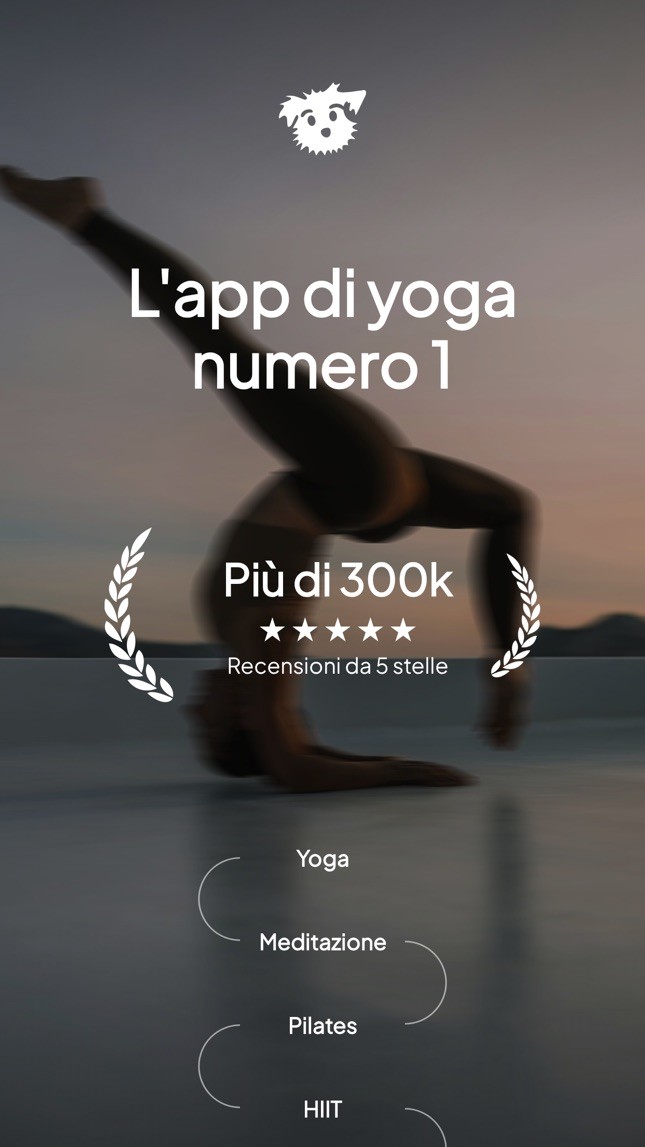 L'app di yoga
numero 1
Più di 300k
Recensioni da 5 stelle
Yoga
Meditazione
Pilates
HIIT